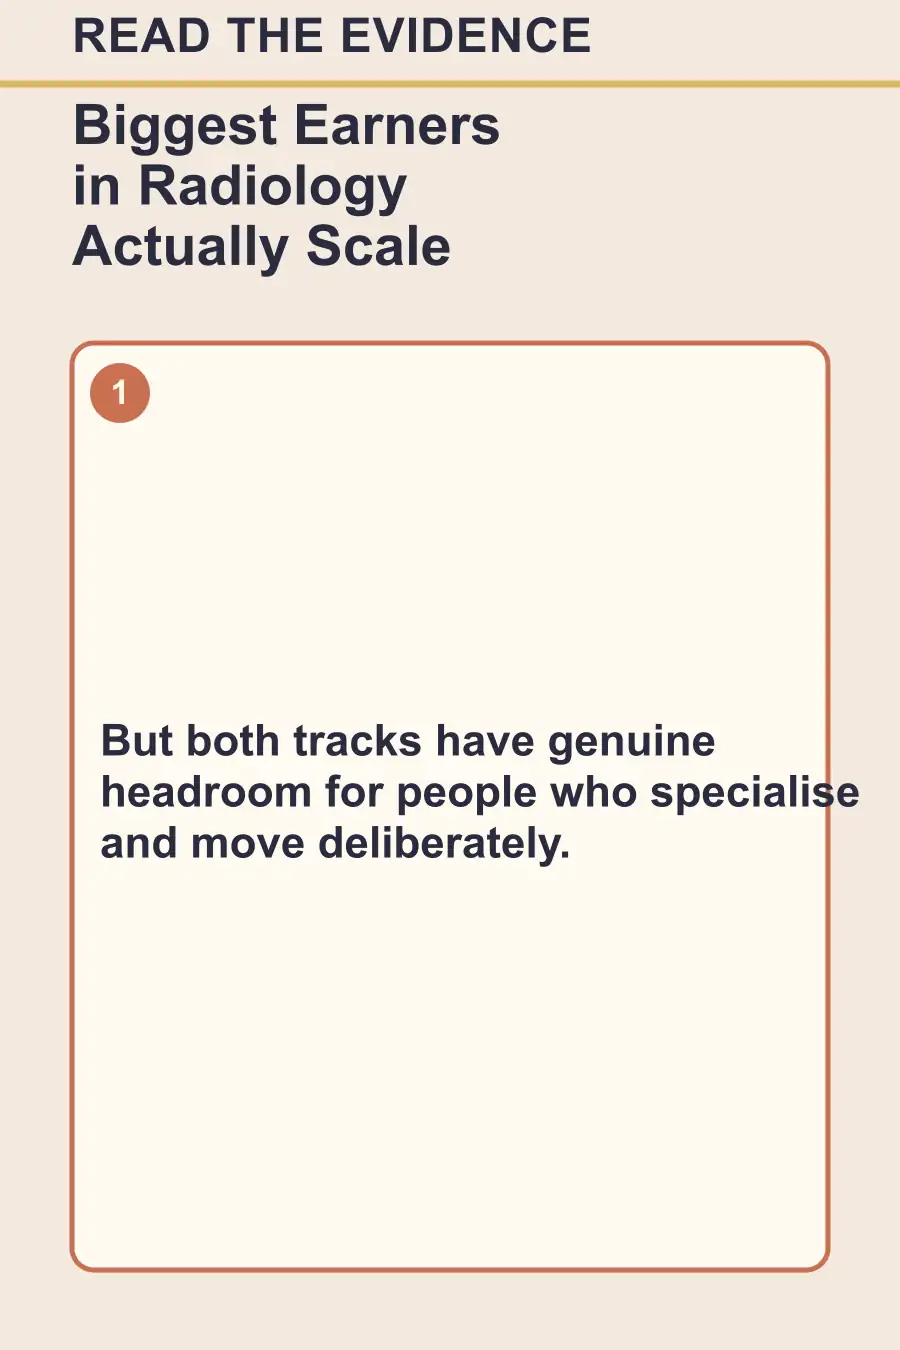 READ THE EVIDENCE
Biggest Earners
in Radiology
Actually Scale
1
But both tracks have genuine
headroom for people who specialise
and move deliberately.